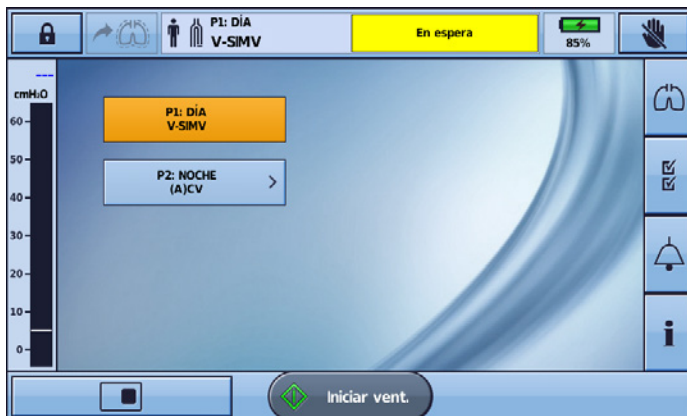 P1: DÍA
V-SIMV
En espera
85%
---
cmH₂O
60
50
40
30
20
10
0
P1: DÍA
V-SIMV
P2: NOCHE
(A)CV
i
Iniciar vent.